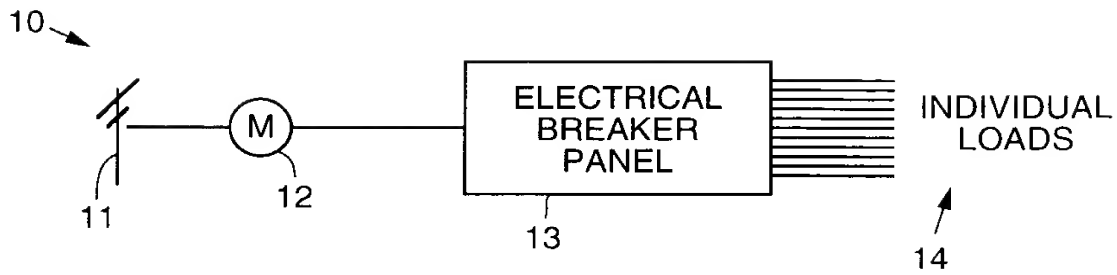 10
11
M
12
ELECTRICAL
BREAKER
PANEL
13
INDIVIDUAL
LOADS
14